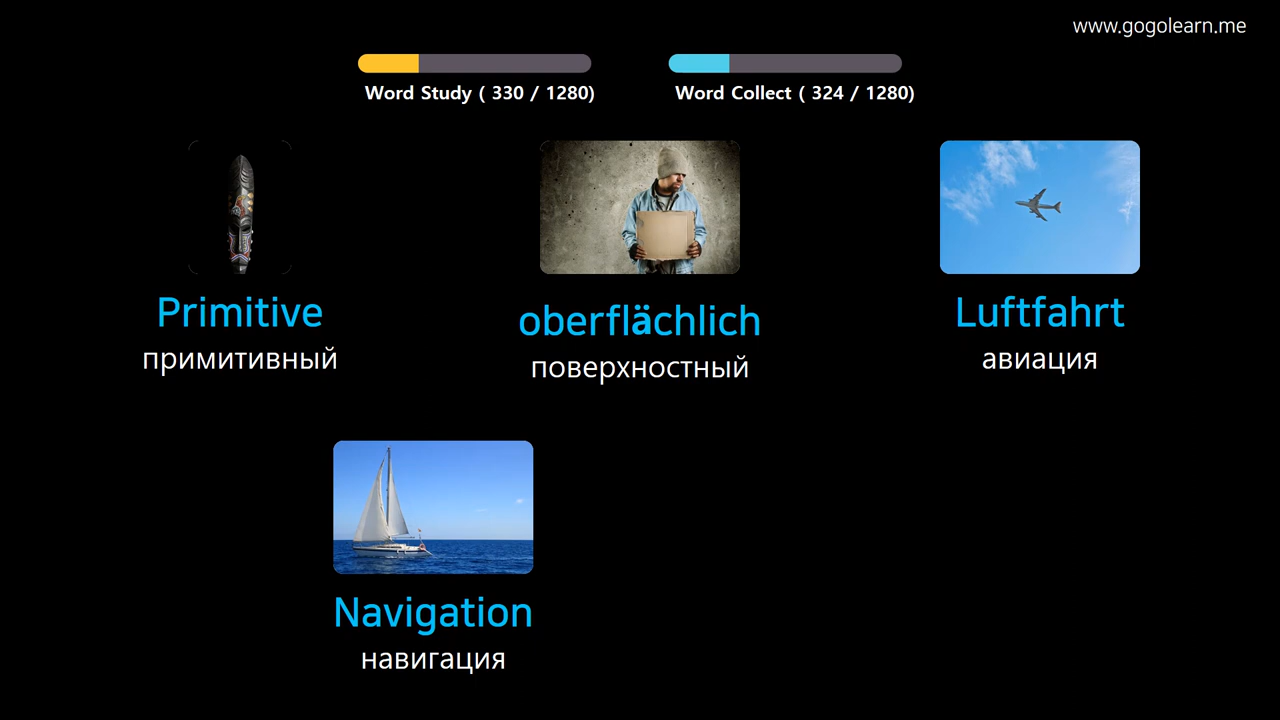 www.gogolearn.me
Word Study ( 330 / 1280)
Word Collect ( 324 / 1280)
Primitive
примитивный
oberflächlich
поверхностный
Luftfahrt
авиация
Navigation
навигация